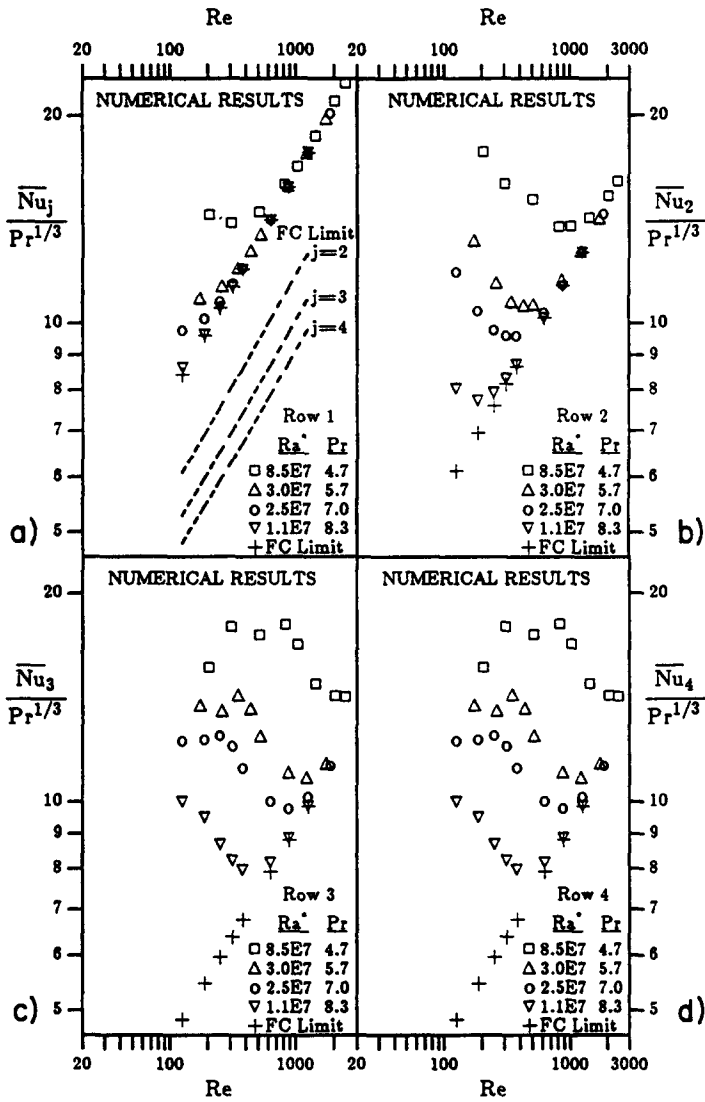 Re Re
20 100 1000 20 100 1000 3000
NUMERICAL RESULTS NUMERICAL RESULTS
20 20
N̅u̅j / Pr^1/3 N̅u̅2 / Pr^1/3
FC Limit
j=2
j=3
j=4
10 10
9 9
8 8
7 7
6 6
5 5
Row 1
Ra* Pr
□ 8.5E7 4.7
△ 3.0E7 5.7
○ 2.5E7 7.0
▽ 1.1E7 8.3
+ FC Limit
a)
Row 2
Ra* Pr
□ 8.5E7 4.7
△ 3.0E7 5.7
○ 2.5E7 7.0
▽ 1.1E7 8.3
+ FC Limit
b)
NUMERICAL RESULTS NUMERICAL RESULTS
20 20
N̅u̅3 / Pr^1/3 N̅u̅4 / Pr^1/3
10 10
9 9
8 8
7 7
6 6
5 5
Row 3
Ra* Pr
□ 8.5E7 4.7
△ 3.0E7 5.7
○ 2.5E7 7.0
▽ 1.1E7 8.3
+ FC Limit
c)
Row 4
Ra* Pr
□ 8.5E7 4.7
△ 3.0E7 5.7
○ 2.5E7 7.0
▽ 1.1E7 8.3
+ FC Limit
d)
20 100 1000 20 100 1000 3000
Re Re